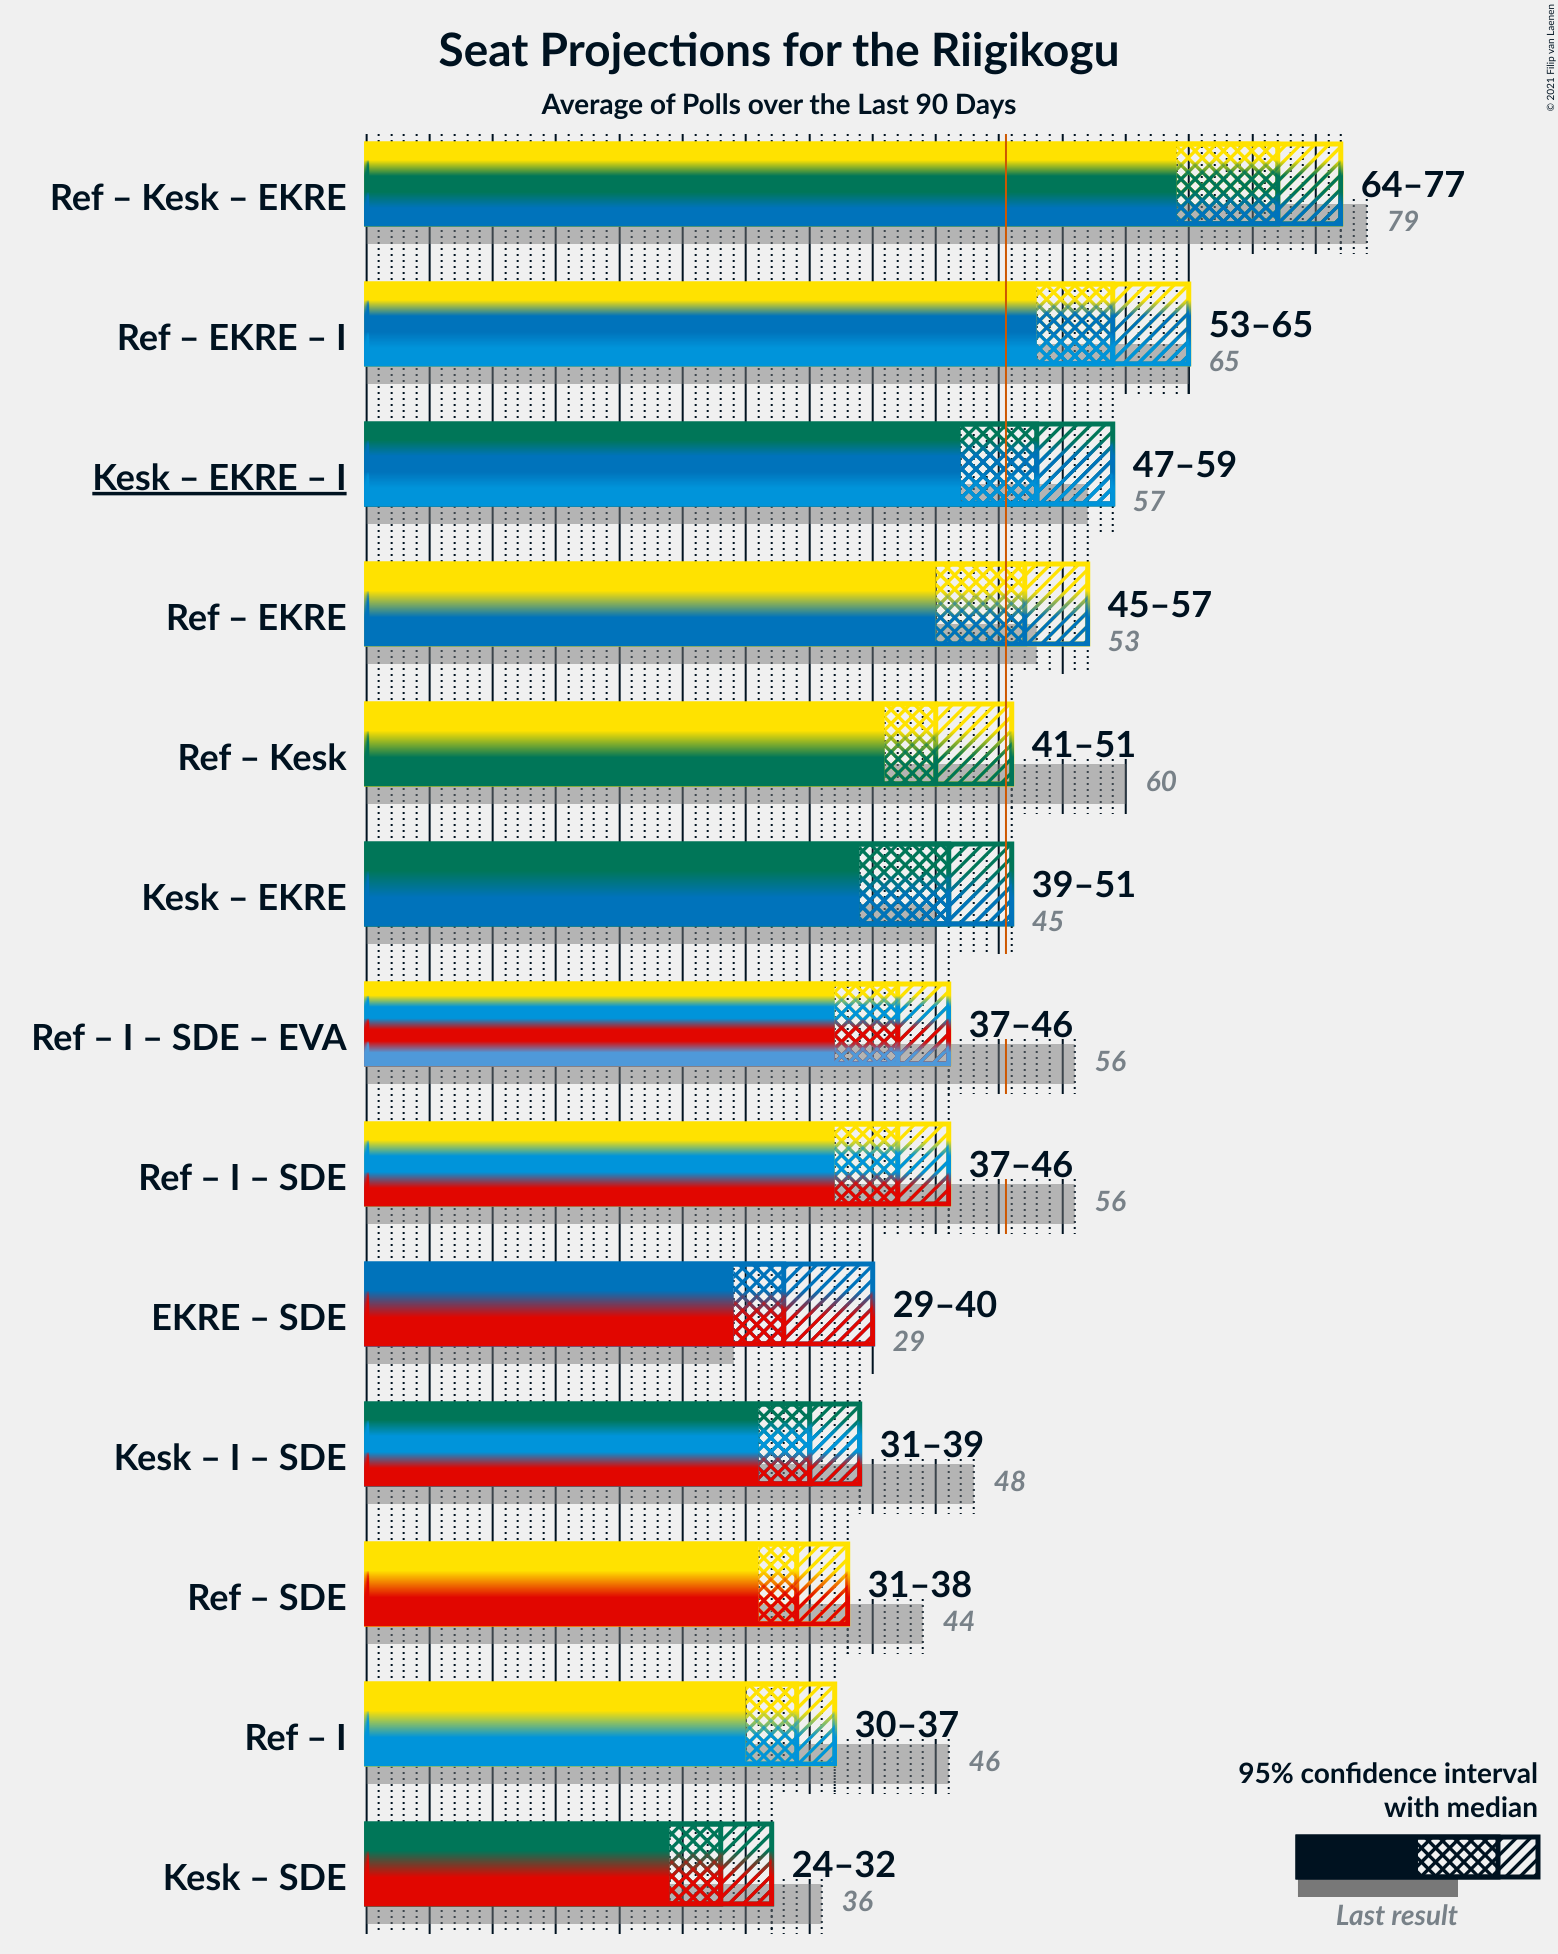 Seat Projections for the Riigikogu
Average of Polls over the Last 90 Days
© 2021 Filip van Laenen
Ref – Kesk – EKRE
64–77
79
Ref – EKRE – I
53–65
65
Kesk – EKRE – I
47–59
57
Ref – EKRE
45–57
53
Ref – Kesk
41–51
60
Kesk – EKRE
39–51
45
Ref – I – SDE – EVA
37–46
56
Ref – I – SDE
37–46
56
EKRE – SDE
29–40
29
Kesk – I – SDE
31–39
48
Ref – SDE
31–38
44
Ref – I
30–37
46
Kesk – SDE
24–32
36
95% confidence interval
with median
Last result